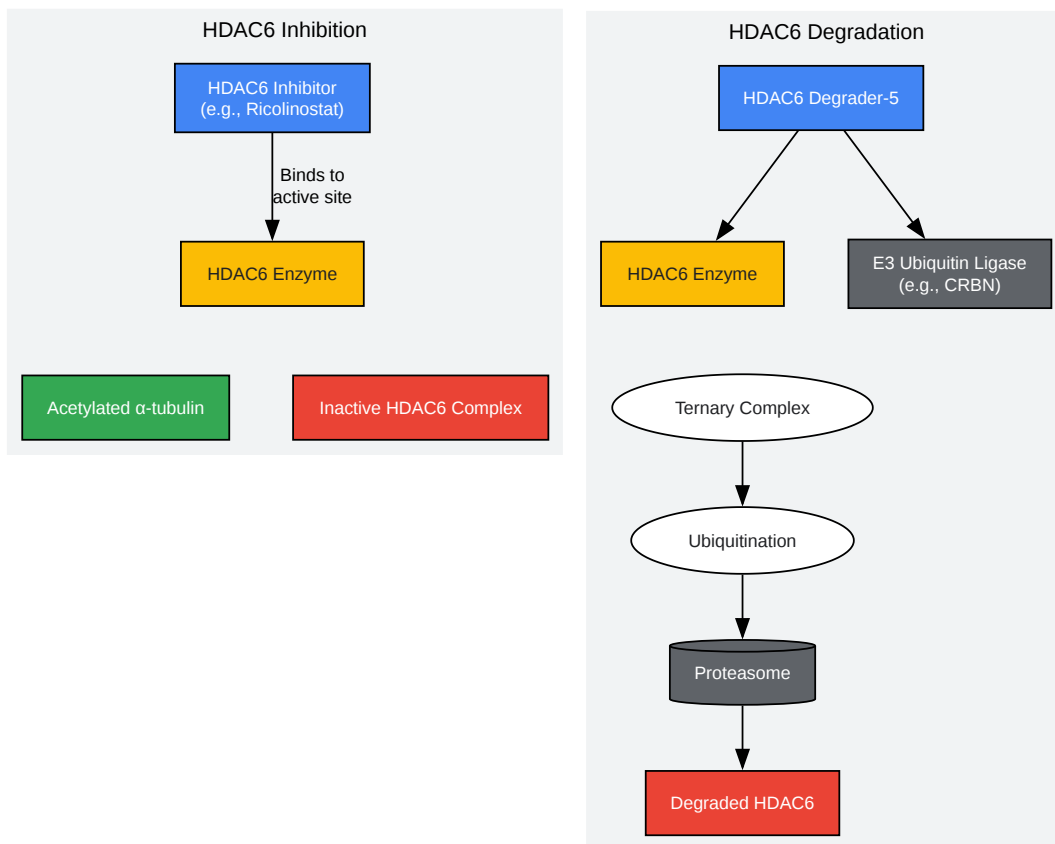 HDAC6 Inhibition
HDAC6 Inhibitor
(e.g., Ricolinostat)
Binds to
active site
HDAC6 Enzyme
Acetylated α-tubulin
Inactive HDAC6 Complex
HDAC6 Degradation
HDAC6 Degrader-5
HDAC6 Enzyme
E3 Ubiquitin Ligase
(e.g., CRBN)
Ternary Complex
Ubiquitination
Proteasome
Degraded HDAC6